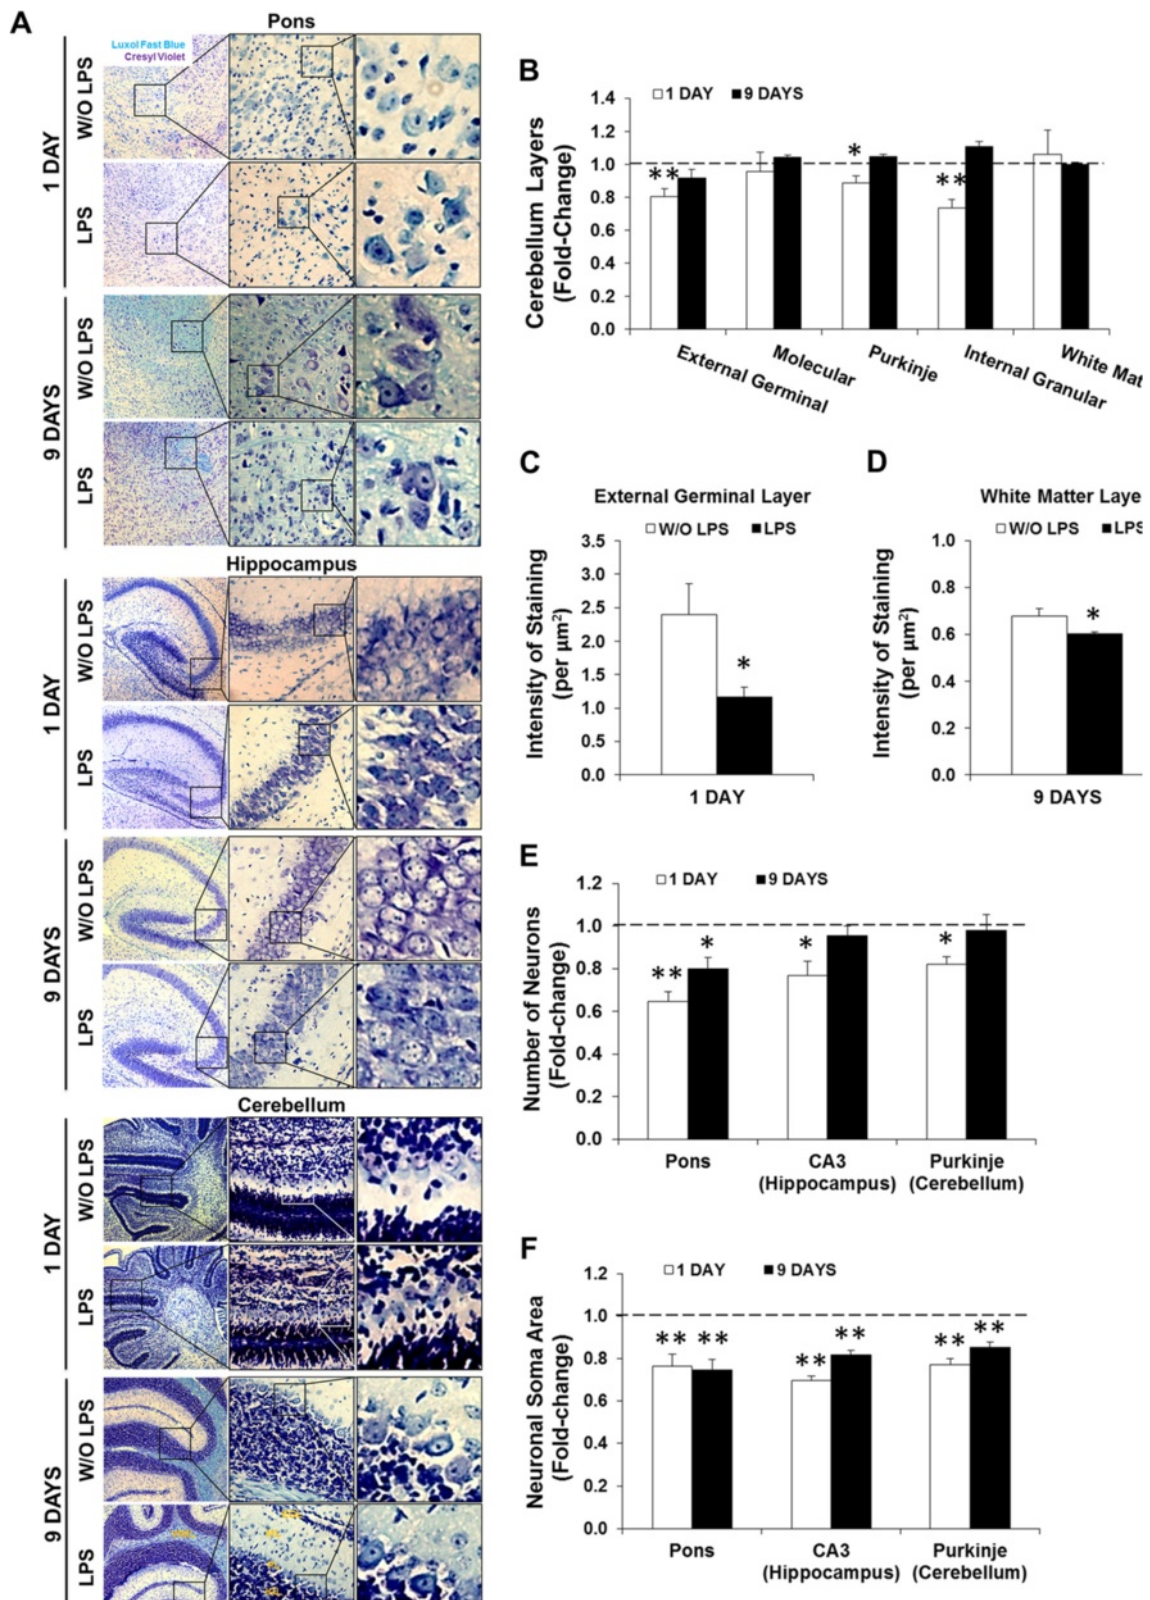 A
Pons
Luxol Fast Blue
Cresyl Violet
1 DAY
W/O LPS
LPS
9 DAYS
W/O LPS
LPS
Hippocampus
1 DAY
W/O LPS
LPS
9 DAYS
W/O LPS
LPS
Cerebellum
1 DAY
W/O LPS
LPS
9 DAYS
W/O LPS
LPS
B
1 DAY 9 DAYS
Cerebellum Layers
(Fold-Change)
1.4
1.2
1.0
0.8
0.6
0.4
0.2
0.0
** * **
External Germinal
Molecular
Purkinje
Internal Granular
White Mat
C
External Germinal Layer
W/O LPS LPS
Intensity of Staining
(per µm²)
3.5
3.0
2.5
2.0
1.5
1.0
0.5
0.0
*
1 DAY
D
White Matter Laye
W/O LPS LPS
Intensity of Staining
(per µm²)
1.0
0.8
0.6
0.4
0.2
0.0
*
9 DAYS
E
1 DAY 9 DAYS
Number of Neurons
(Fold-change)
1.2
1.0
0.8
0.6
0.4
0.2
0.0
** * * *
Pons CA3 Purkinje
(Hippocampus) (Cerebellum)
F
1 DAY 9 DAYS
Neuronal Soma Area
(Fold-change)
1.2
1.0
0.8
0.6
0.4
0.2
0.0
** ** ** ** ** **
Pons CA3 Purkinje
(Hippocampus) (Cerebellum)